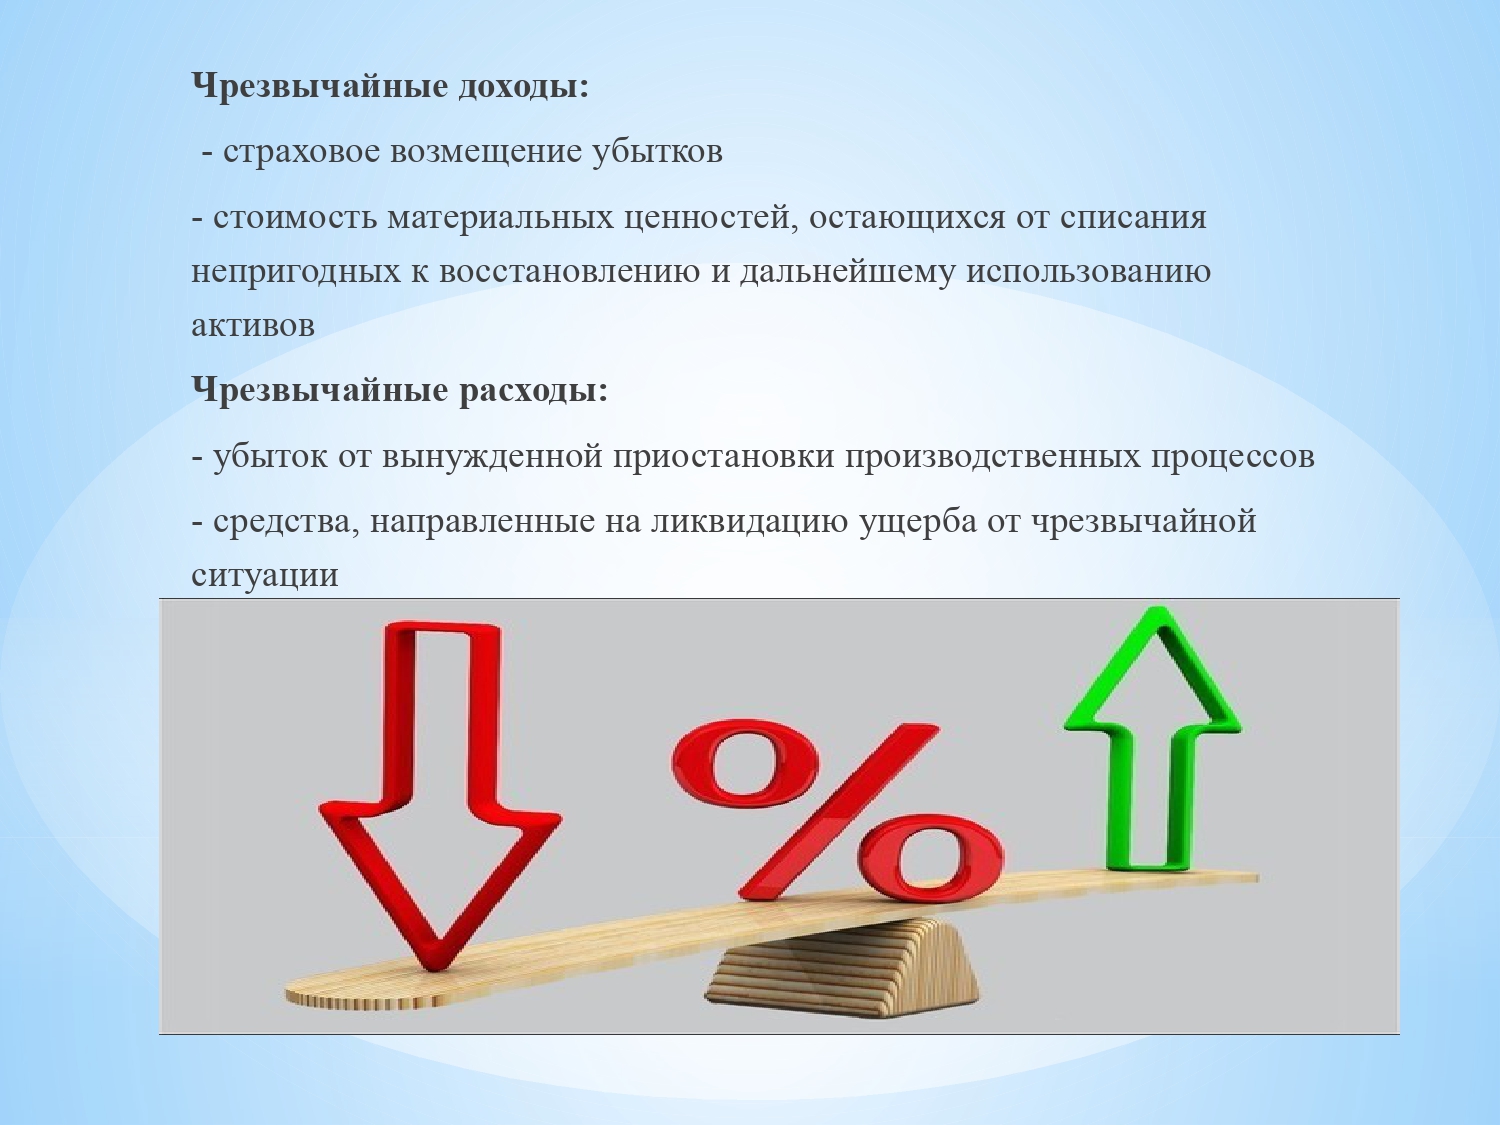 Чрезвычайные доходы:
- страховое возмещение убытков
- стоимость материальных ценностей, остающихся от списания
непригодных к восстановлению и дальнейшему использованию
активов
Чрезвычайные расходы:
- убыток от вынужденной приостановки производственных процессов
- средства, направленные на ликвидацию ущерба от чрезвычайной
ситуации
%